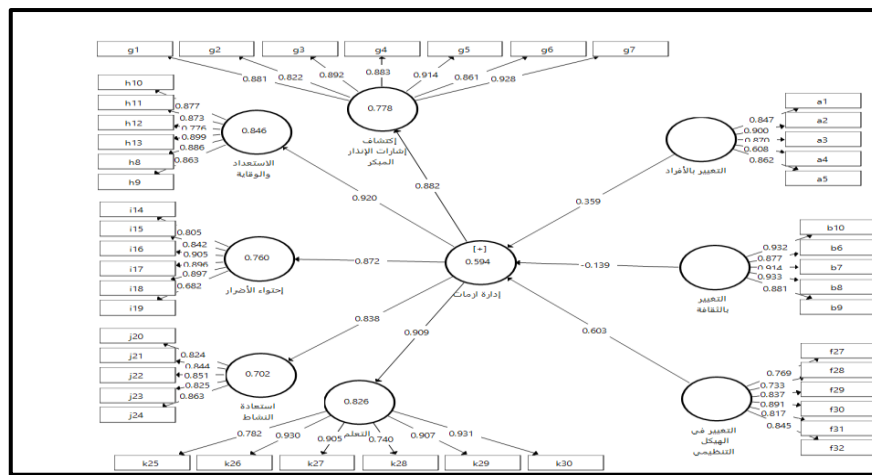 g1
g2
g3
g4
g5
g6
g7
0.881
0.822
0.892
0.883
0.914
0.861
0.928
0.778
إكتشاف
إشارات الإنذار
المبكر
h10
h11
h12
h13
h8
h9
0.877
0.873
0.776
0.899
0.886
0.863
0.846
الاستعداد
والوقاية
a1
a2
a3
a4
a5
0.847
0.900
0.870
0.608
0.862
التغيير بالأفراد
0.920
0.882
0.359
i14
i15
i16
i17
i18
i19
0.805
0.842
0.905
0.896
0.897
0.682
0.760
إحتواء الأضرار
0.872
[+]
0.594
إدارة ازمات
-0.139
b10
b6
b7
b8
b9
0.932
0.877
0.914
0.933
0.881
التغيير
بالثقافة
0.838
0.909
0.603
j20
j21
j22
j23
j24
0.824
0.844
0.851
0.825
0.863
0.702
استعادة
النشاط
0.826
التعلم
0.782
0.930
0.905
0.740
0.907
0.931
k25
k26
k27
k28
k29
k30
f27
f28
f29
f30
f31
f32
0.769
0.733
0.837
0.891
0.817
0.845
التغيير في
الهيكل
التنظيمي